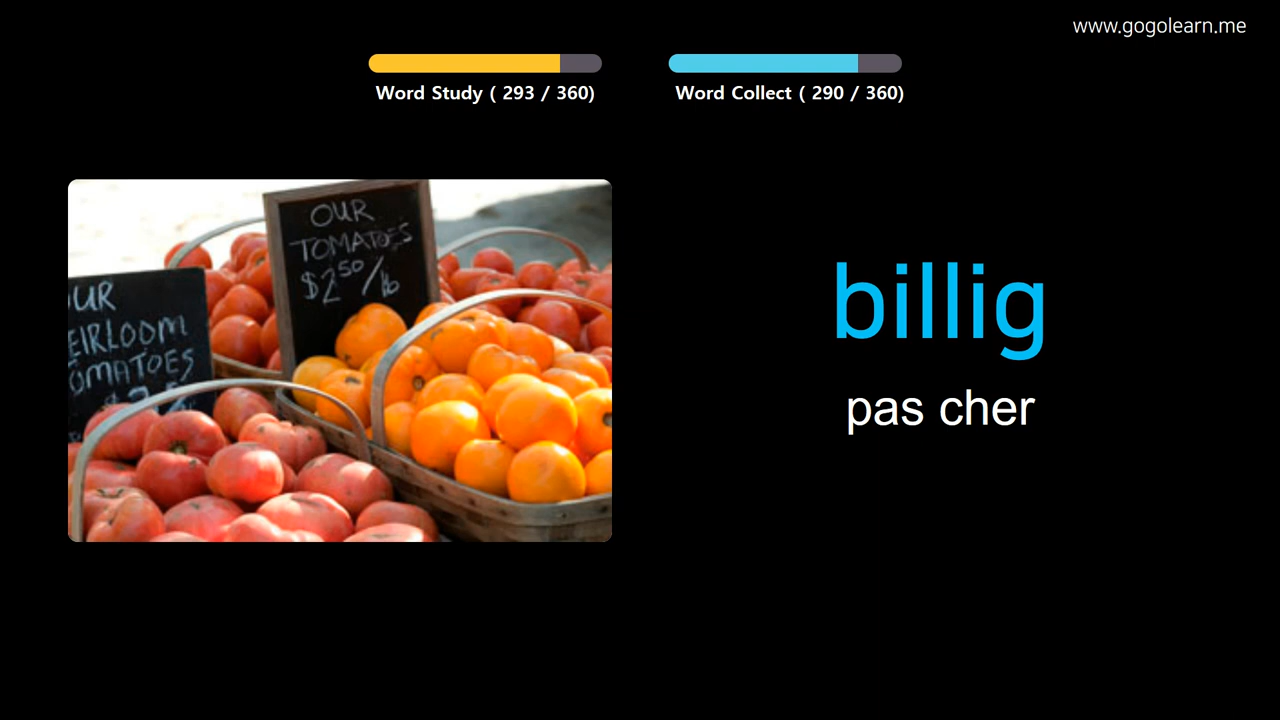 www.gogolearn.me
Word Study ( 293 / 360)
Word Collect ( 290 / 360)
OUR
TOMATOES
$2.50/lb
UR
EIRLOOM
OMATOES
billig
pas cher